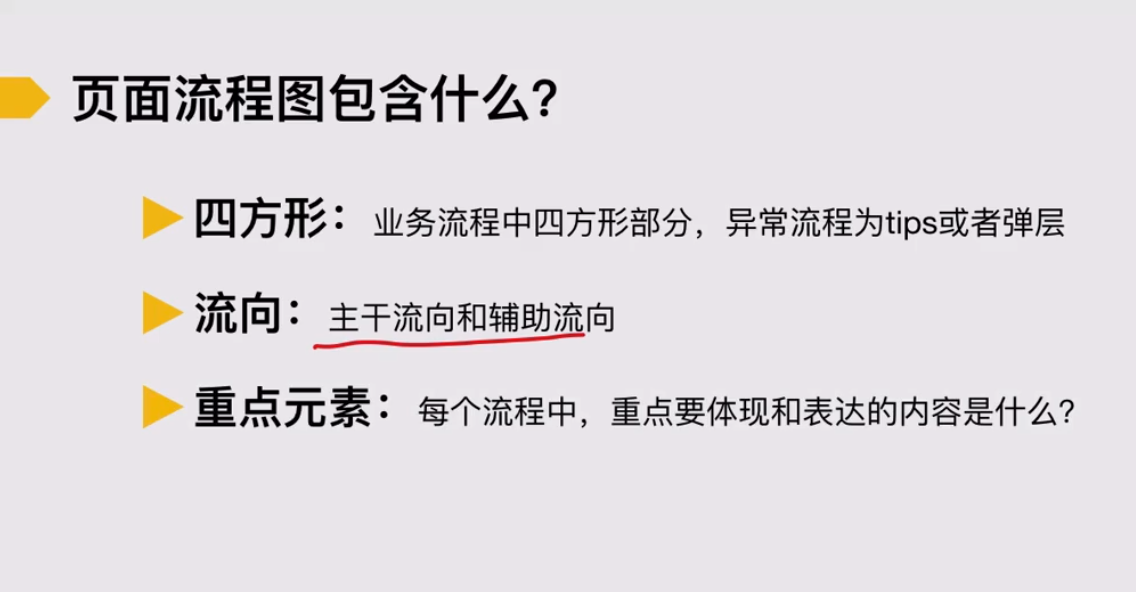 页面流程图包含什么?
四方形：业务流程中四方形部分，异常流程为tips或者弹层
流向：主干流向和辅助流向
重点元素：每个流程中，重点要体现和表达的内容是什么?